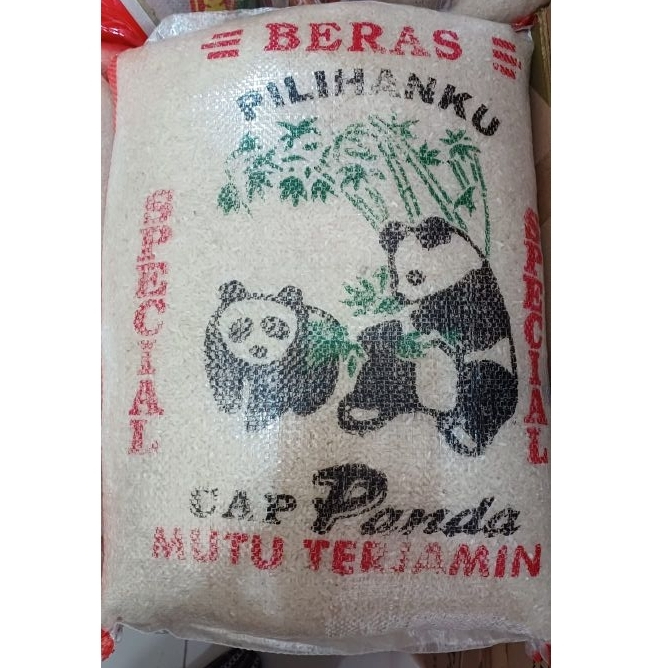 BERAS
PILIHANKU
SPECIAL
SPECIAL
CAP Panda
MUTU TERJAMIN